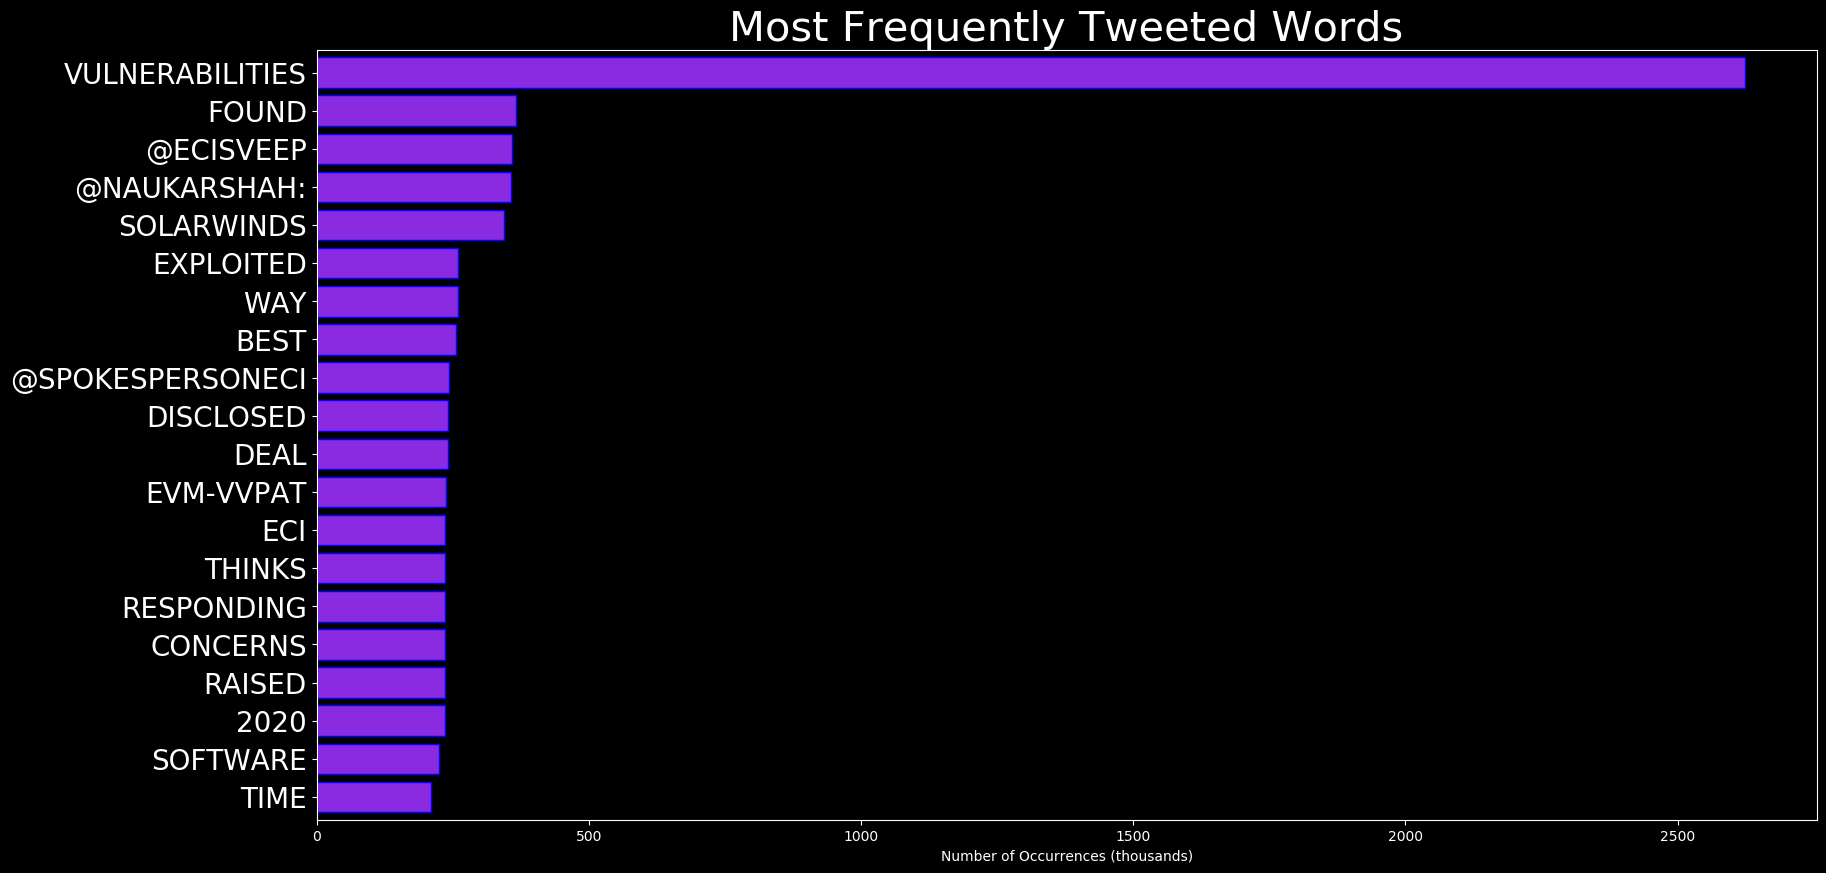 Most Frequently Tweeted Words
VULNERABILITIES
FOUND
@ECISVEEP
@NAUKARSHAH:
SOLARWINDS
EXPLOITED
WAY
BEST
@SPOKESPERSONECI
DISCLOSED
DEAL
EVM-VVPAT
ECI
THINKS
RESPONDING
CONCERNS
RAISED
2020
SOFTWARE
TIME
0 500 1000 1500 2000 2500
Number of Occurrences (thousands)